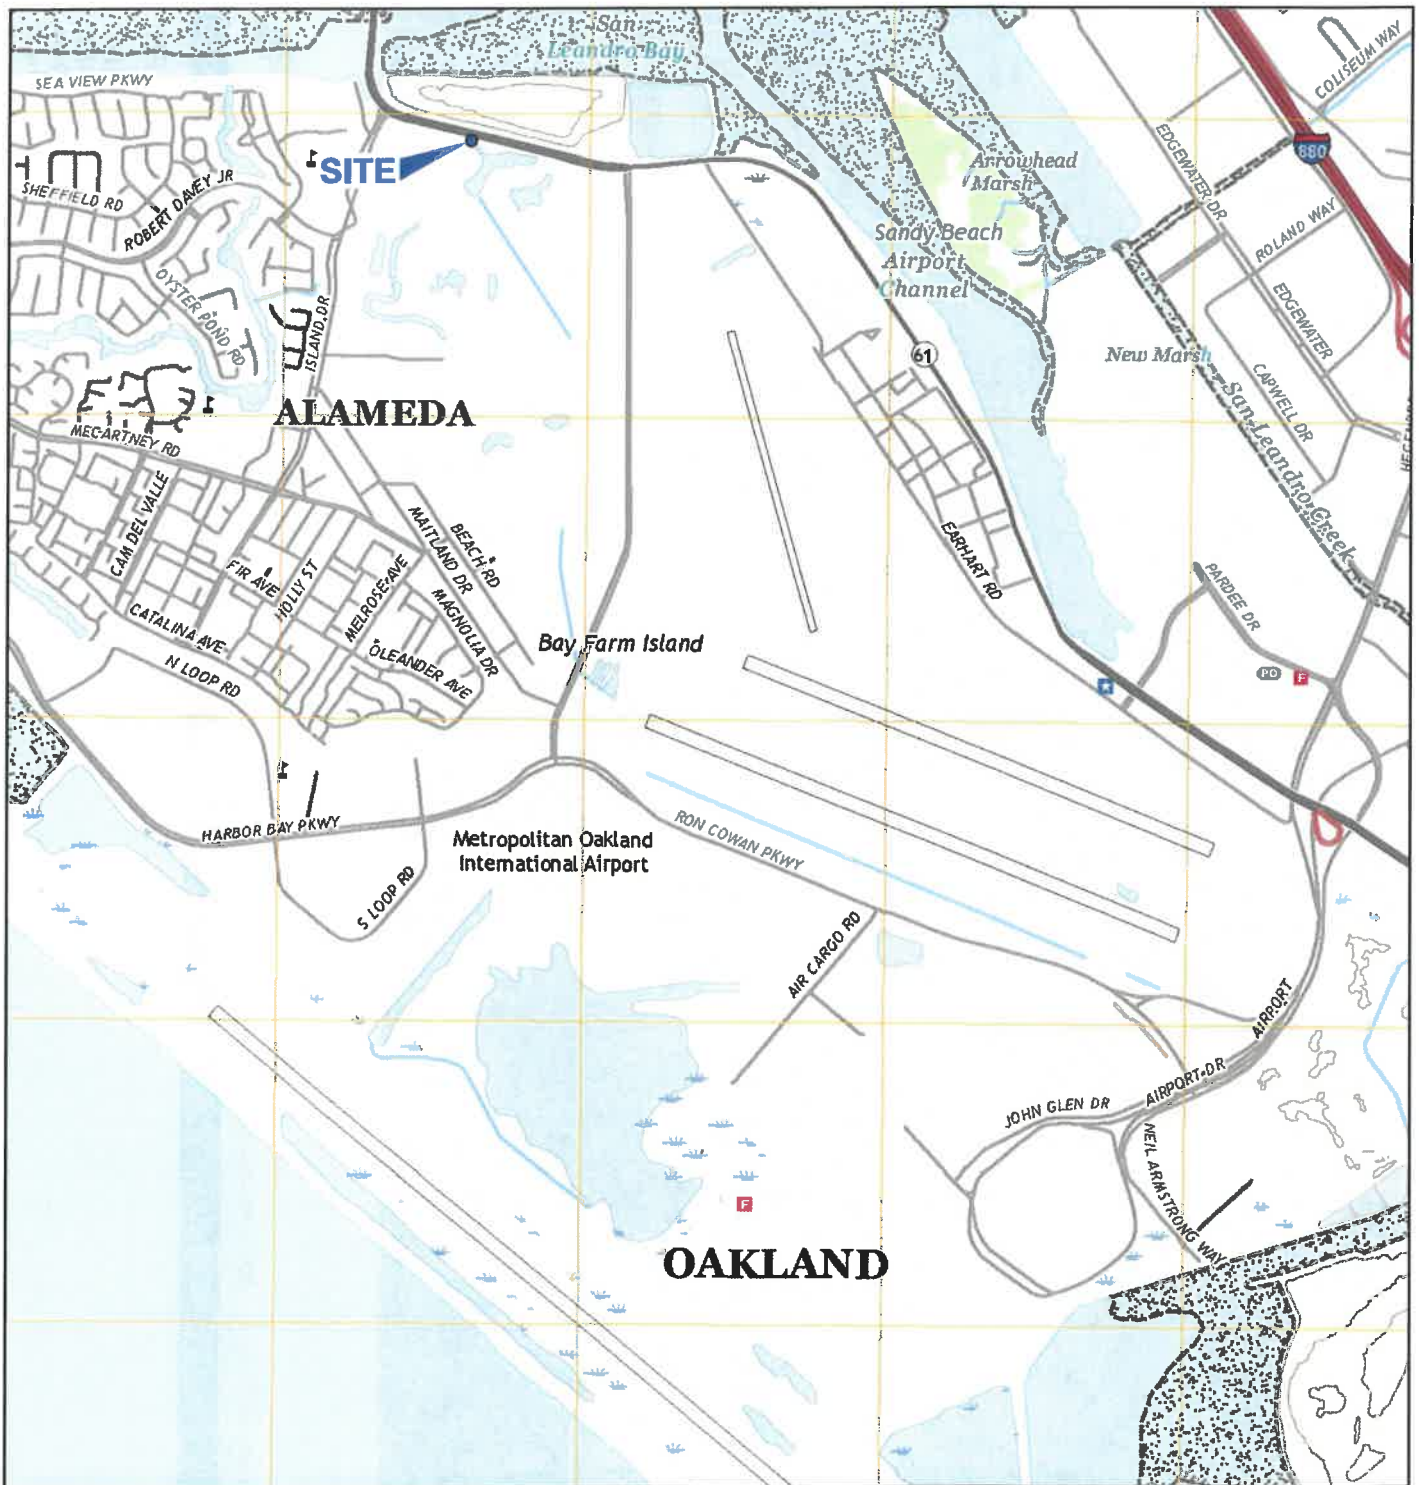 San
Leandro Bay
SEA VIEW PKWY
COLISEUM WAY
880
SITE
EDGEWATER DR
Arrowhead
Marsh
SHEFFIELD RD
ROBERT DAVEY JR
ROLAND WAY
Sandy Beach
Airport
Channel
OYSTER POND RD
ISLAND DR
EDGEWATER
61
New Marsh
CAPWELL DR
ALAMEDA
San Leandro Creek
MECARTNEY RD
CAM DEL VALLE
BEACH RD
MAITLAND DR
EARHART RD
FIR AVE
HOLLY ST
MELROSE AVE
MAGNOLIA DR
PARDEE DR
CATALINA AVE
OLEANDER AVE
Bay Farm Island
N LOOP RD
PO
F
HARBOR BAY PKWY
Metropolitan Oakland
International Airport
RON COWAN PKWY
S LOOP RD
AIR CARGO RD
AIRPORT
AIRPORT DR
JOHN GLEN DR
NEIL ARMSTRONG WAY
F
OAKLAND